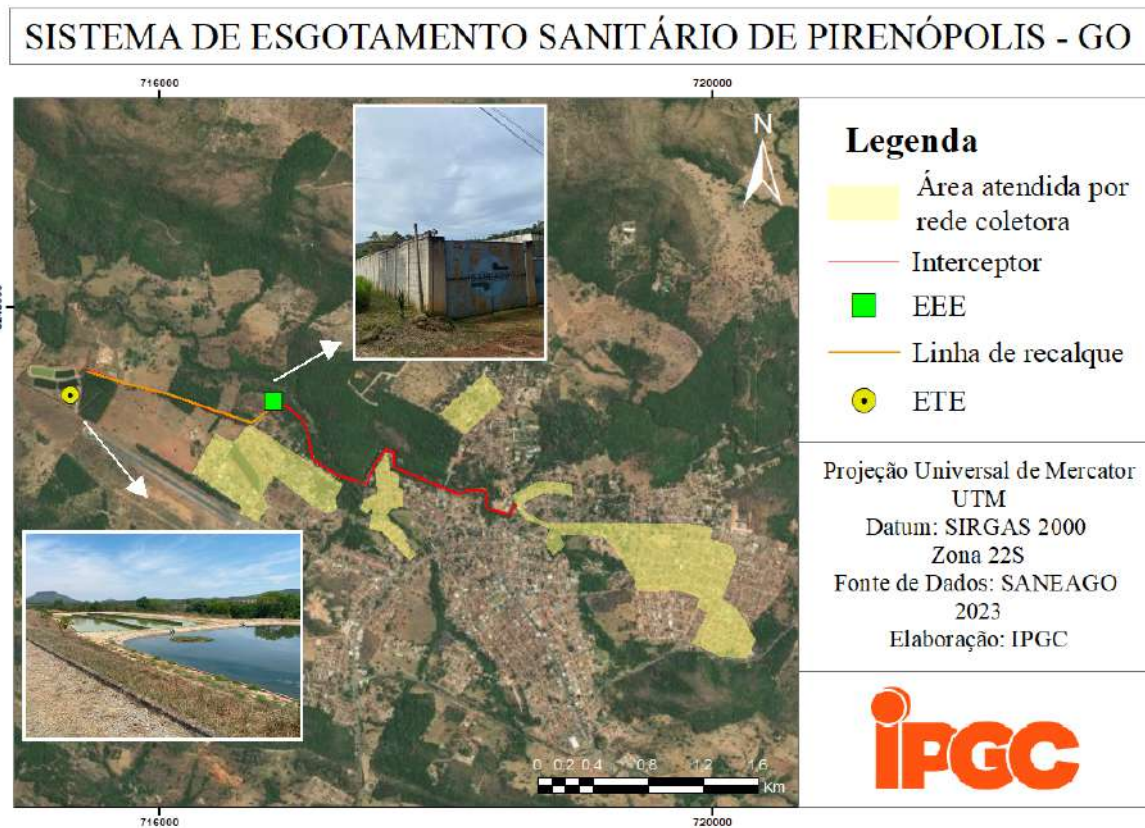 SISTEMA DE ESGOTAMENTO SANITÁRIO DE PIRENÓPOLIS - GO
716000 720000
N
Legenda
Área atendida por
rede coletora
Interceptor
EEE
Linha de recalque
ETE
Projeção Universal de Mercator
UTM
Datum: SIRGAS 2000
Zona 22S
Fonte de Dados: SANEAGO
2023
Elaboração: IPGC
0 0,2 0,4 0,8 1,2 1,6
Km
iPGC
716000 720000